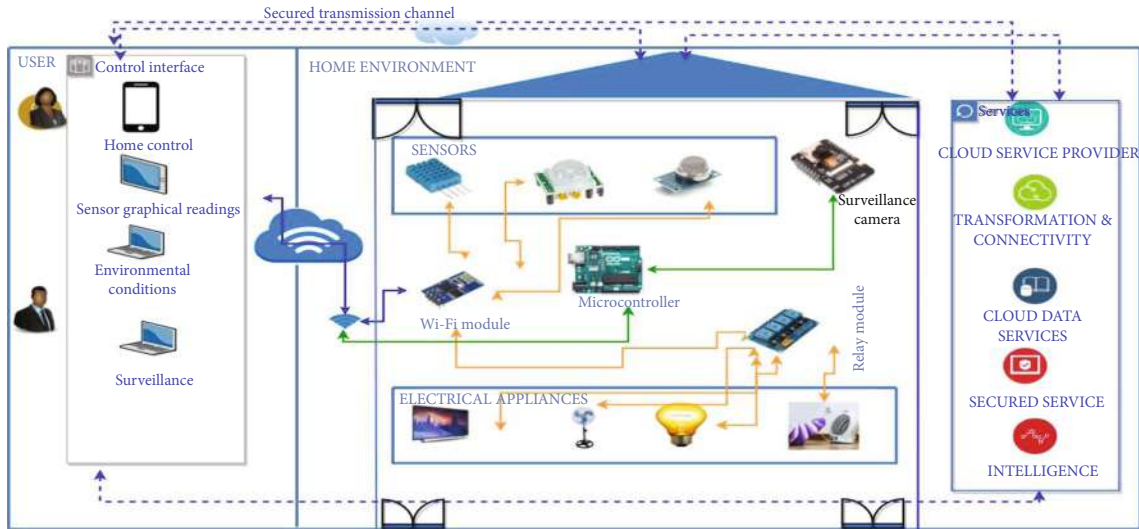 Secured transmission channel
USER
Control interface
Home control
Sensor graphical readings
Environmental
conditions
Surveillance
HOME ENVIRONMENT
SENSORS
Surveillance
camera
Microcontroller
Wi-Fi module
Relay module
ELECTRICAL APPLIANCES
Services
CLOUD SERVICE PROVIDER
TRANSFORMATION &
CONNECTIVITY
CLOUD DATA
SERVICES
SECURED SERVICE
INTELLIGENCE